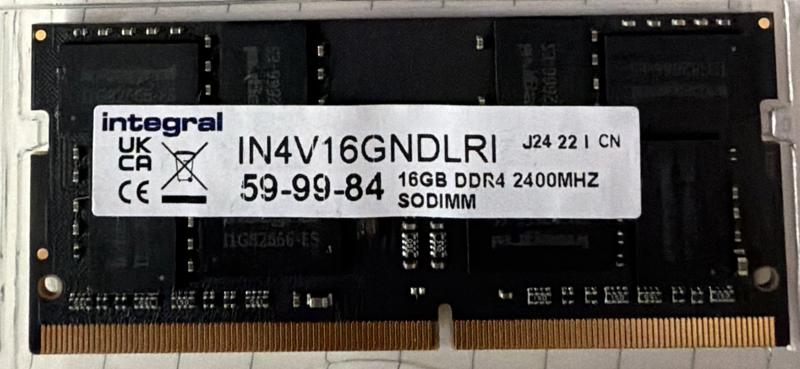 integral
UK
CA
CE
IN4V16GNDLRI
J24 22 I CN
59-99-84
16GB DDR4 2400MHZ
SODIMM